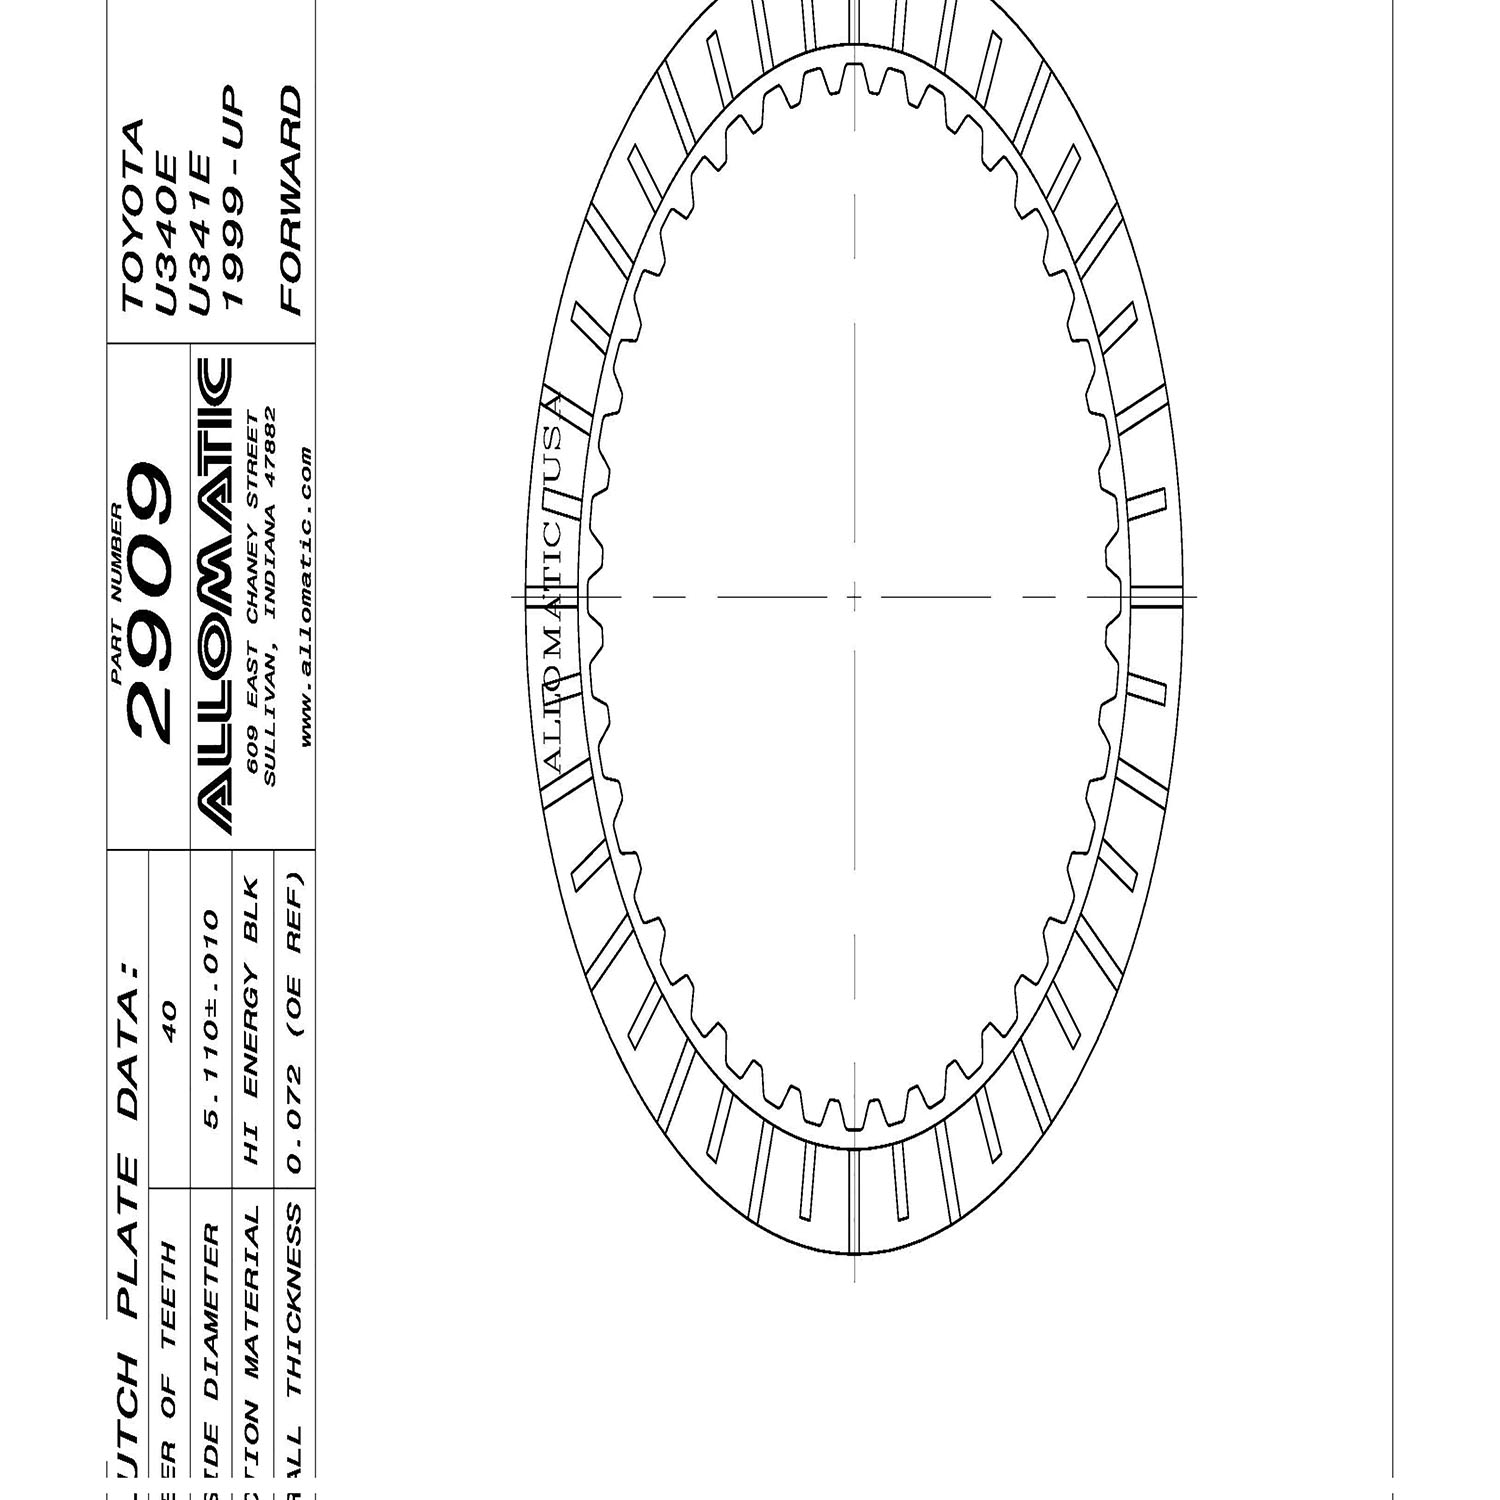 TOYOTA
U340E
U341E
1999-UP
FORWARD
PART NUMBER
2909
ALLOMATIC
609 EAST CHANEY STREET
SULLIVAN, INDIANA 47882
www.allomatic.com
UTCH PLATE DATA:
ER OF TEETH 40
IDE DIAMETER 5.110±.010
TION MATERIAL HI ENERGY BLK
ALL THICKNESS 0.072 (OE REF)
ALLOMATIC USA